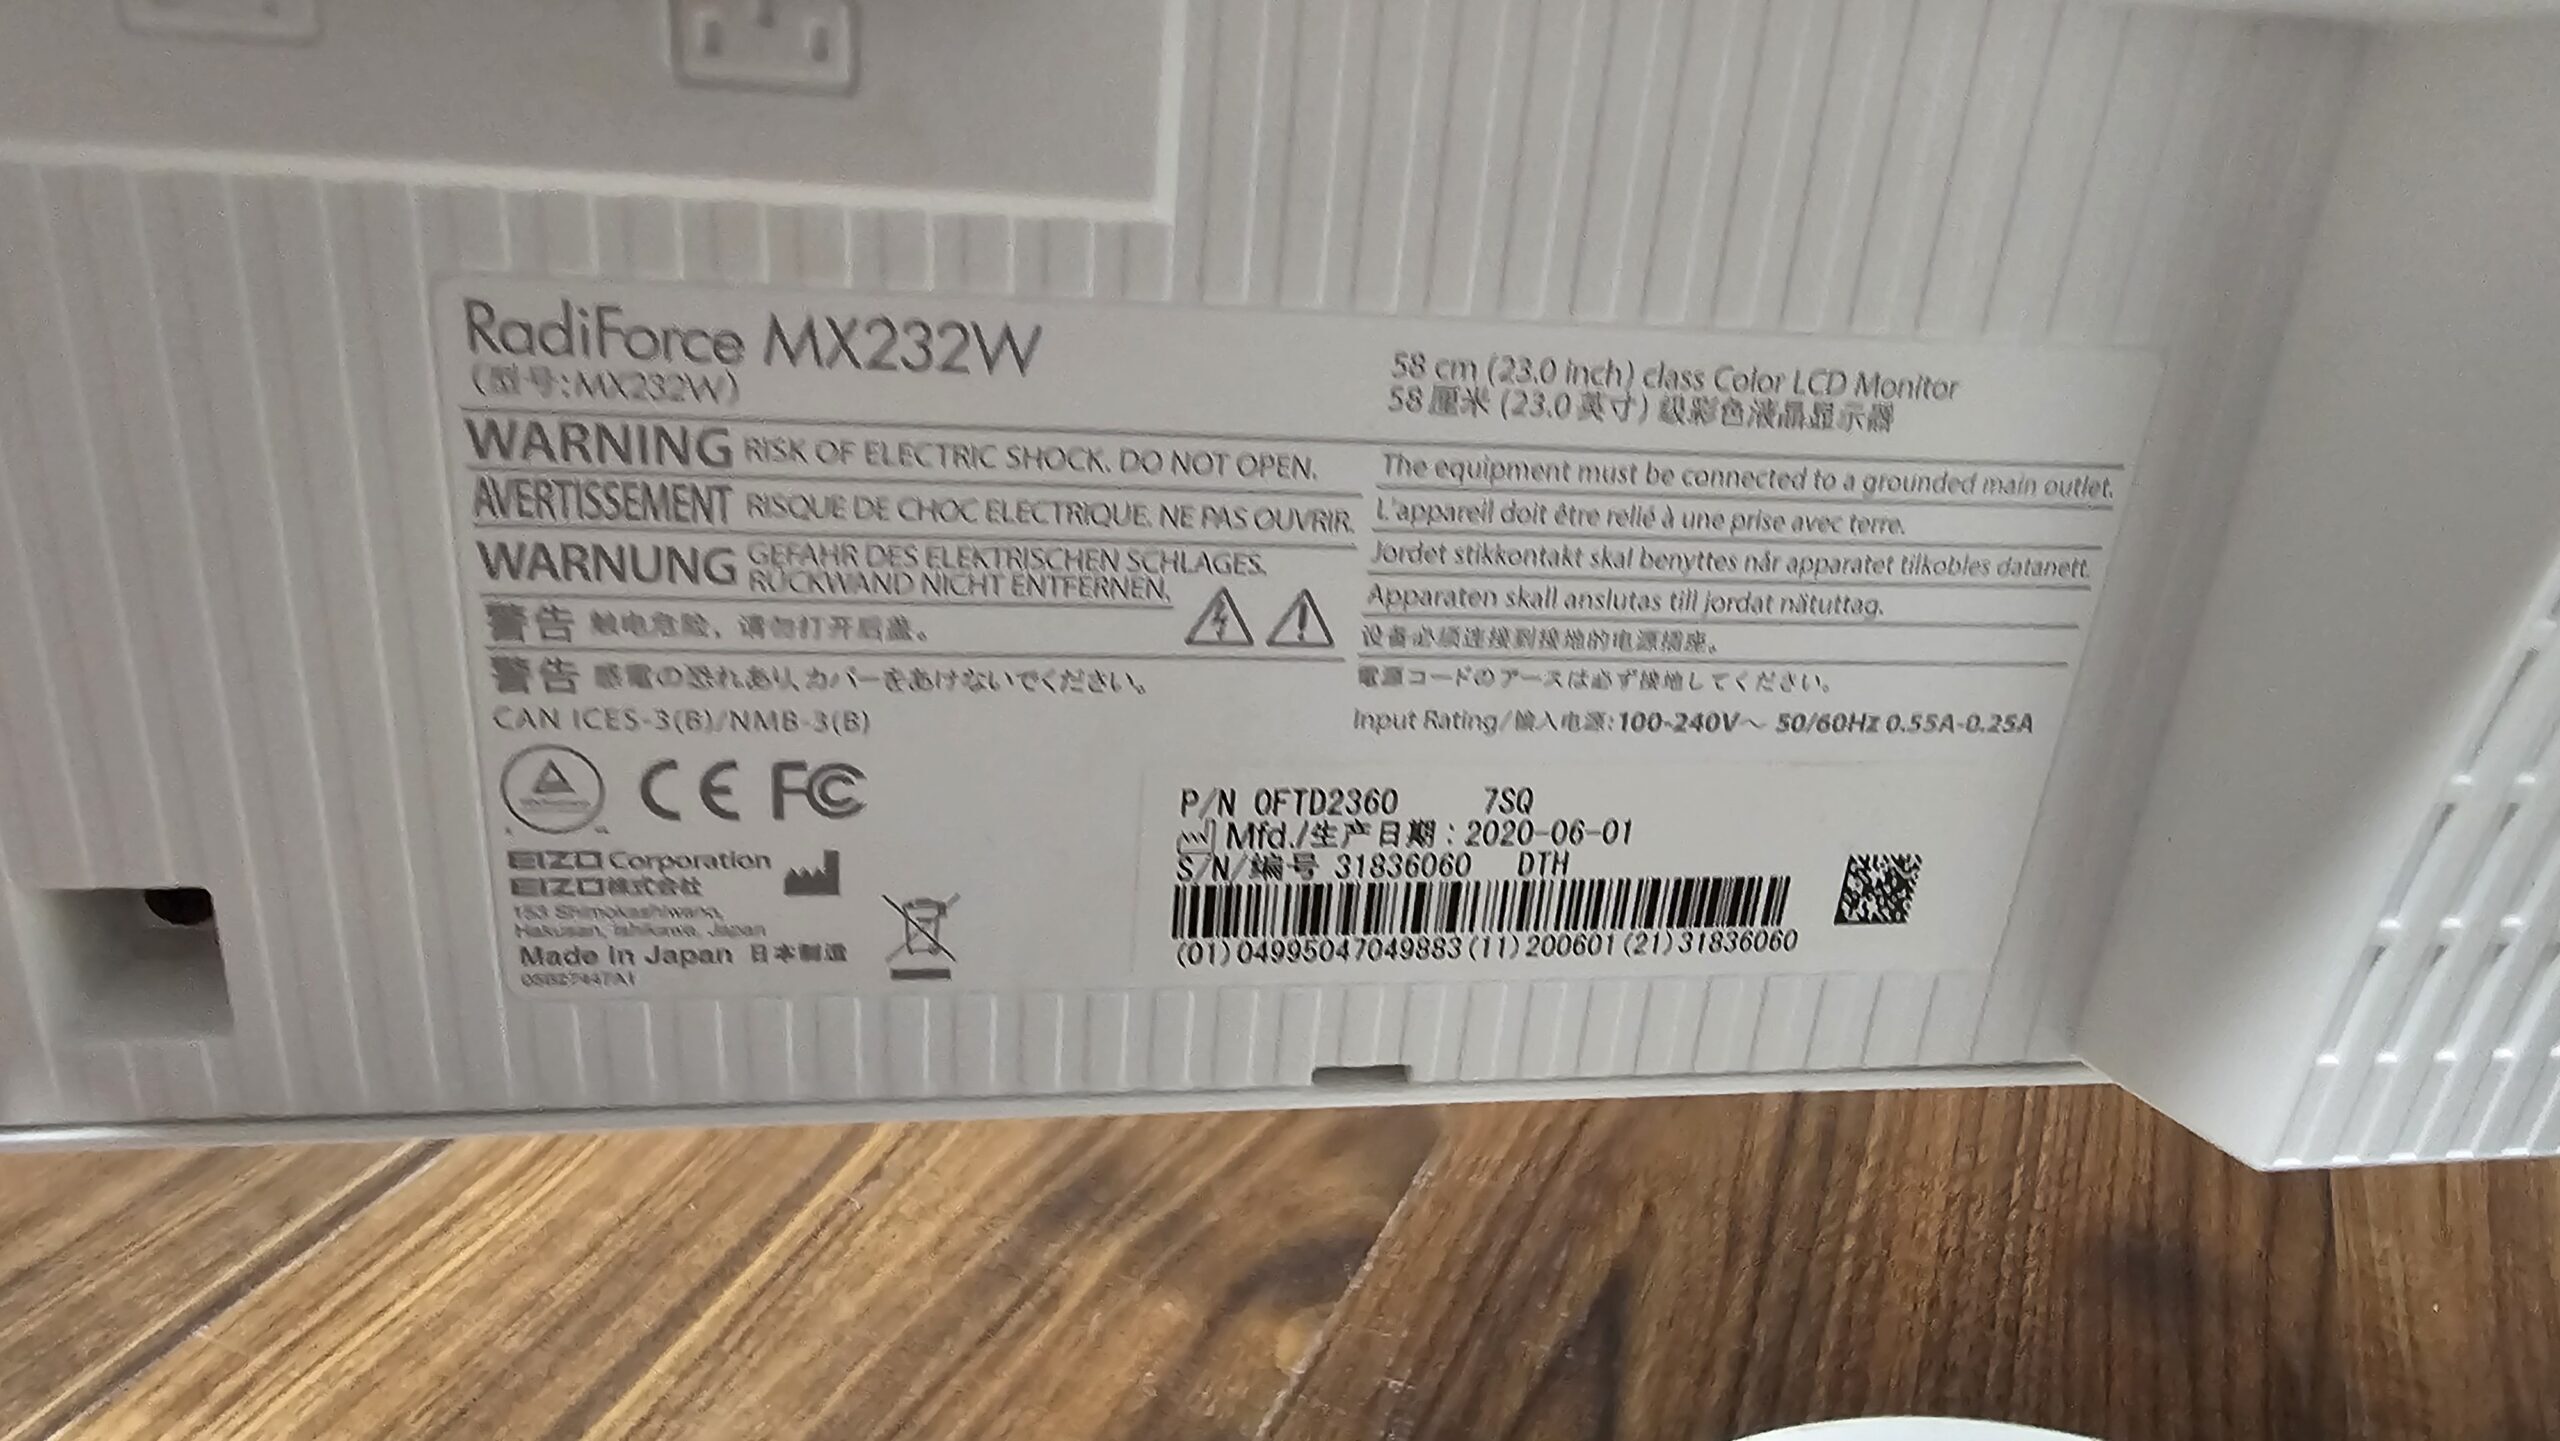 RadiForce MX232W
(型号:MX232W)
58 cm (23.0 inch) class Color LCD Monitor
58厘米 (23.0英寸) 级彩色液晶显示器
WARNING RISK OF ELECTRIC SHOCK. DO NOT OPEN.
AVERTISSEMENT RISQUE DE CHOC ELECTRIQUE. NE PAS OUVRIR.
WARNUNG GEFAHR DES ELEKTRISCHEN SCHLAGES.
RÜCKWAND NICHT ENTFERNEN.
警告 触电危险，请勿打开后盖。
警告 感電の恐れあり、カバーをあけないでください。
CAN ICES-3(B)/NMB-3(B)
The equipment must be connected to a grounded main outlet.
L'appareil doit être relié à une prise avec terre.
Jordet stikkontakt skal benyttes når apparatet tilkobles datanett.
Apparaten skall anslutas till jordat nätuttag.
设备必须连接到接地的电源插座。
電源コードのアースは必ず接地してください。
Input Rating/输入电源: 100-240V～ 50/60Hz 0.55A-0.25A
CE FC
EIZO Corporation
EIZO株式会社
153 Shimokashiwano,
Hakusan, Ishikawa, Japan
Made in Japan 日本制造
P/N 0FTD2360 7SQ
Mfd./生产日期 : 2020-06-01
S/N/编号 31836060 DTH
(01)04995047049883(11)200601(21)31836060